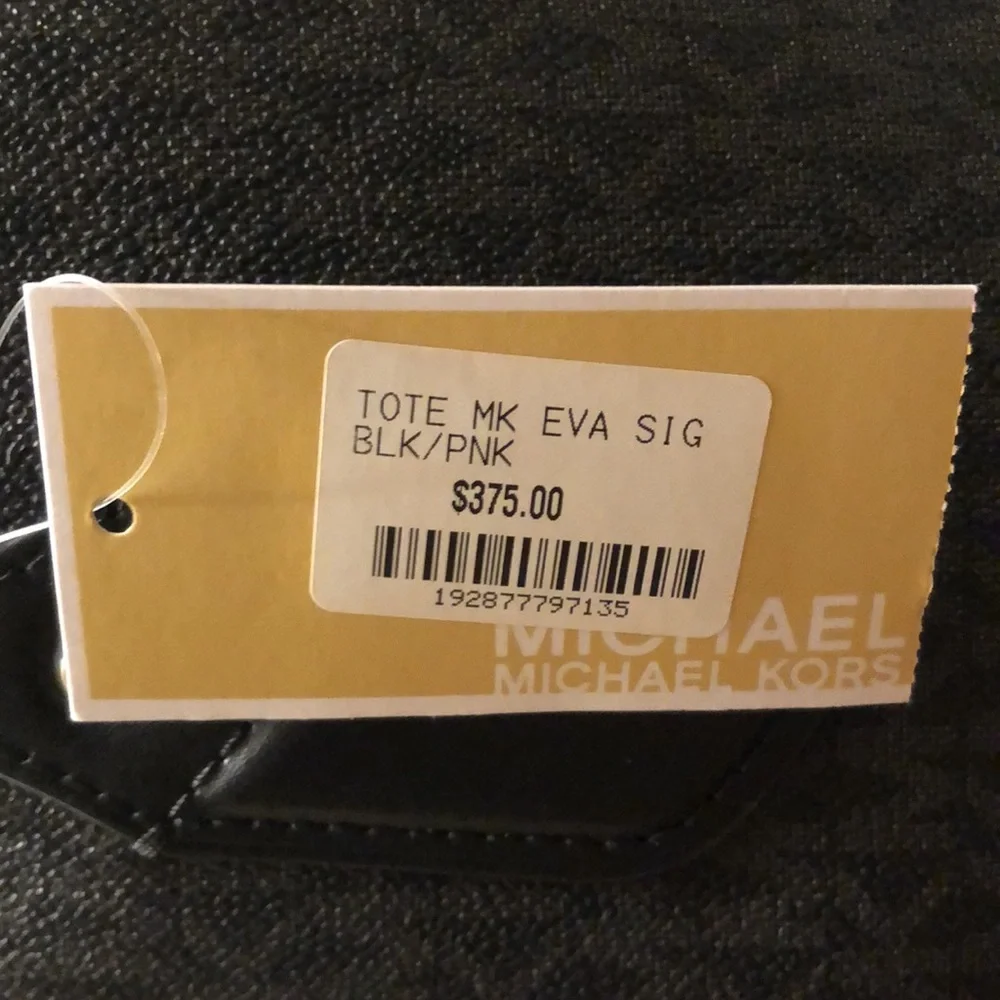 TOTE MK EVA SIG
BLK/PNK
$375.00
192877797135
MICHAEL
MICHAEL KORS